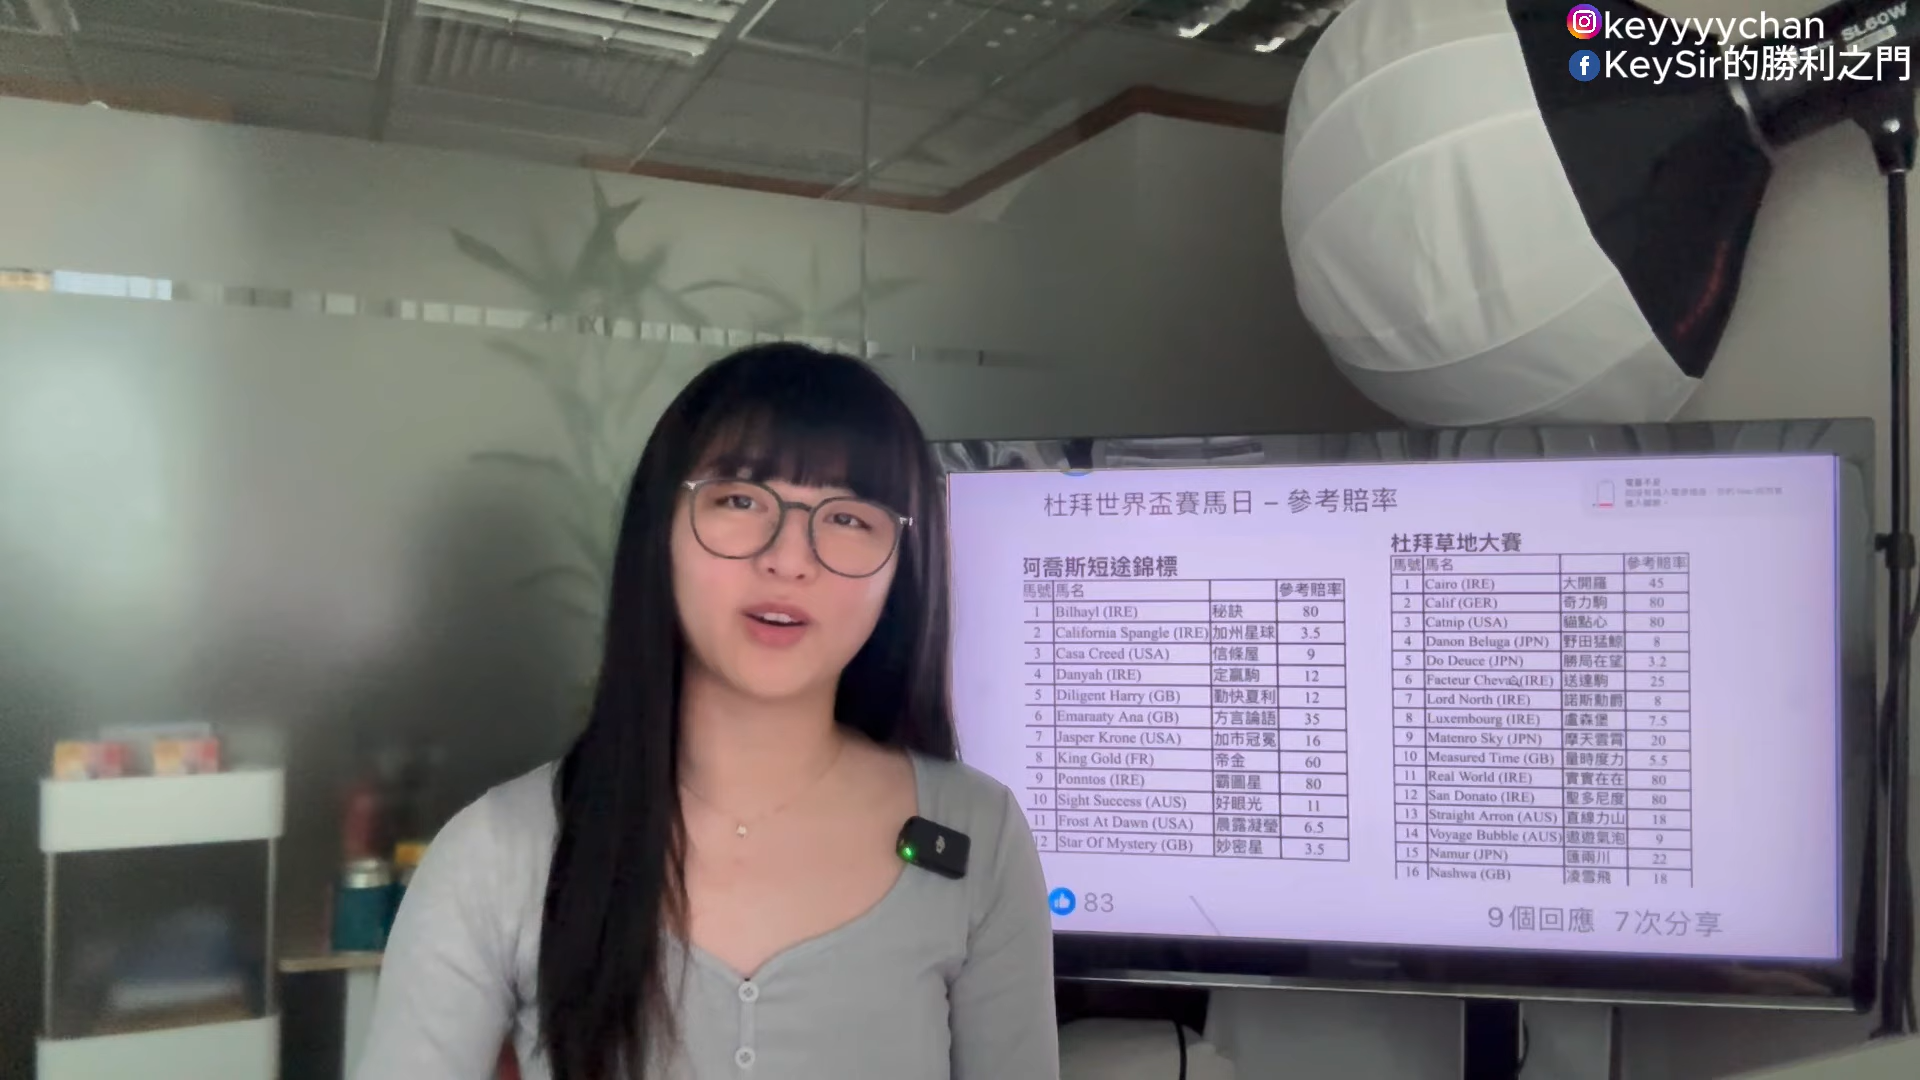 keyyyychan
KeySir的勝利之門
SL60W
杜拜世界盃賽馬日 – 參考賠率
電量不足
阿喬斯短途錦標
馬號 馬名 參考賠率
1 Bilhayl (IRE) 秘訣 80
2 California Spangle (IRE) 加州星球 3.5
3 Casa Creed (USA) 信條屋 9
4 Danyah (IRE) 定贏駒 12
5 Diligent Harry (GB) 動快夏利 12
6 Emaraaty Ana (GB) 方言論語 35
7 Jasper Krone (USA) 加市冠冕 16
8 King Gold (FR) 帝金 60
9 Ponntos (IRE) 霸圖星 80
10 Sight Success (AUS) 好眼光 11
11 Frost At Dawn (USA) 晨露凝瑩 6.5
12 Star Of Mystery (GB) 妙密星 3.5
杜拜草地大賽
馬號 馬名 參考賠率
1 Cairo (IRE) 大開羅 45
2 Calif (GER) 奇力駒 80
3 Catnip (USA) 貓點心 80
4 Danon Beluga (JPN) 野田猛鯨 8
5 Do Deuce (JPN) 勝局在望 3.2
6 Facteur Cheval (IRE) 送達駒 25
7 Lord North (IRE) 諾斯勳爵 8
8 Luxembourg (IRE) 盧森堡 7.5
9 Matenro Sky (JPN) 摩天雲霄 20
10 Measured Time (GB) 量時度力 5.5
11 Real World (IRE) 實實在在 80
12 San Donato (IRE) 聖多尼度 80
13 Straight Arron (AUS) 直線力山 18
14 Voyage Bubble (AUS) 遨遊氣泡 9
15 Namur (JPN) 匯兩川 22
16 Nashwa (GB) 凌雪飛 18
83
9個回應 7次分享